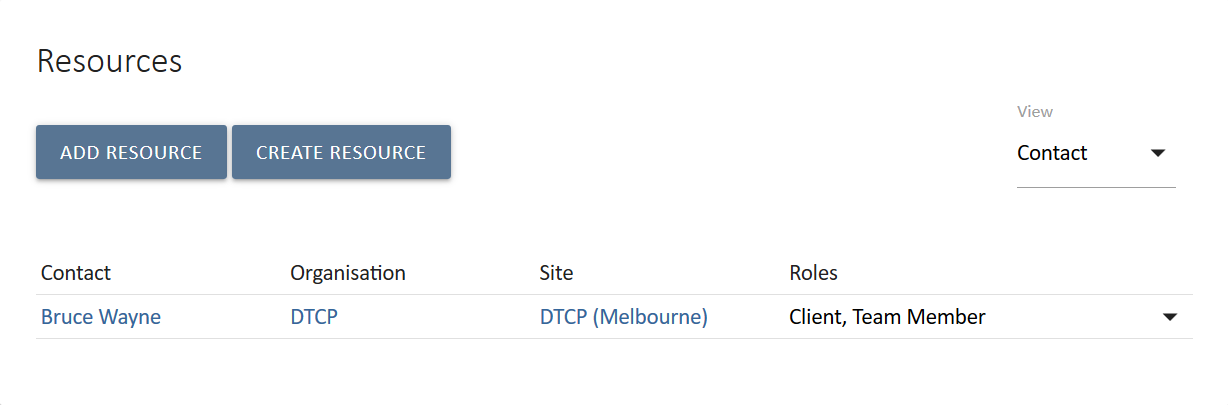 Resources
View
ADD RESOURCE CREATE RESOURCE Contact
Contact Organisation Site Roles
Bruce Wayne DTCP DTCP (Melbourne) Client, Team Member